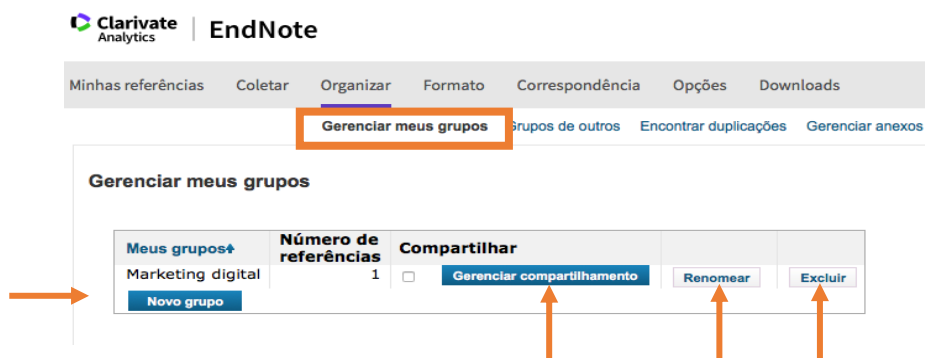 Clarivate
Analytics
EndNote
Minhas referências Coletar Organizar Formato Correspondência Opções Downloads
Gerenciar meus grupos Grupos de outros Encontrar duplicações Gerenciar anexos
Gerenciar meus grupos
Meus grupos Número de referências Compartilhar
Marketing digital 1 Gerenciar compartilhamento Renomear Excluir
Novo grupo